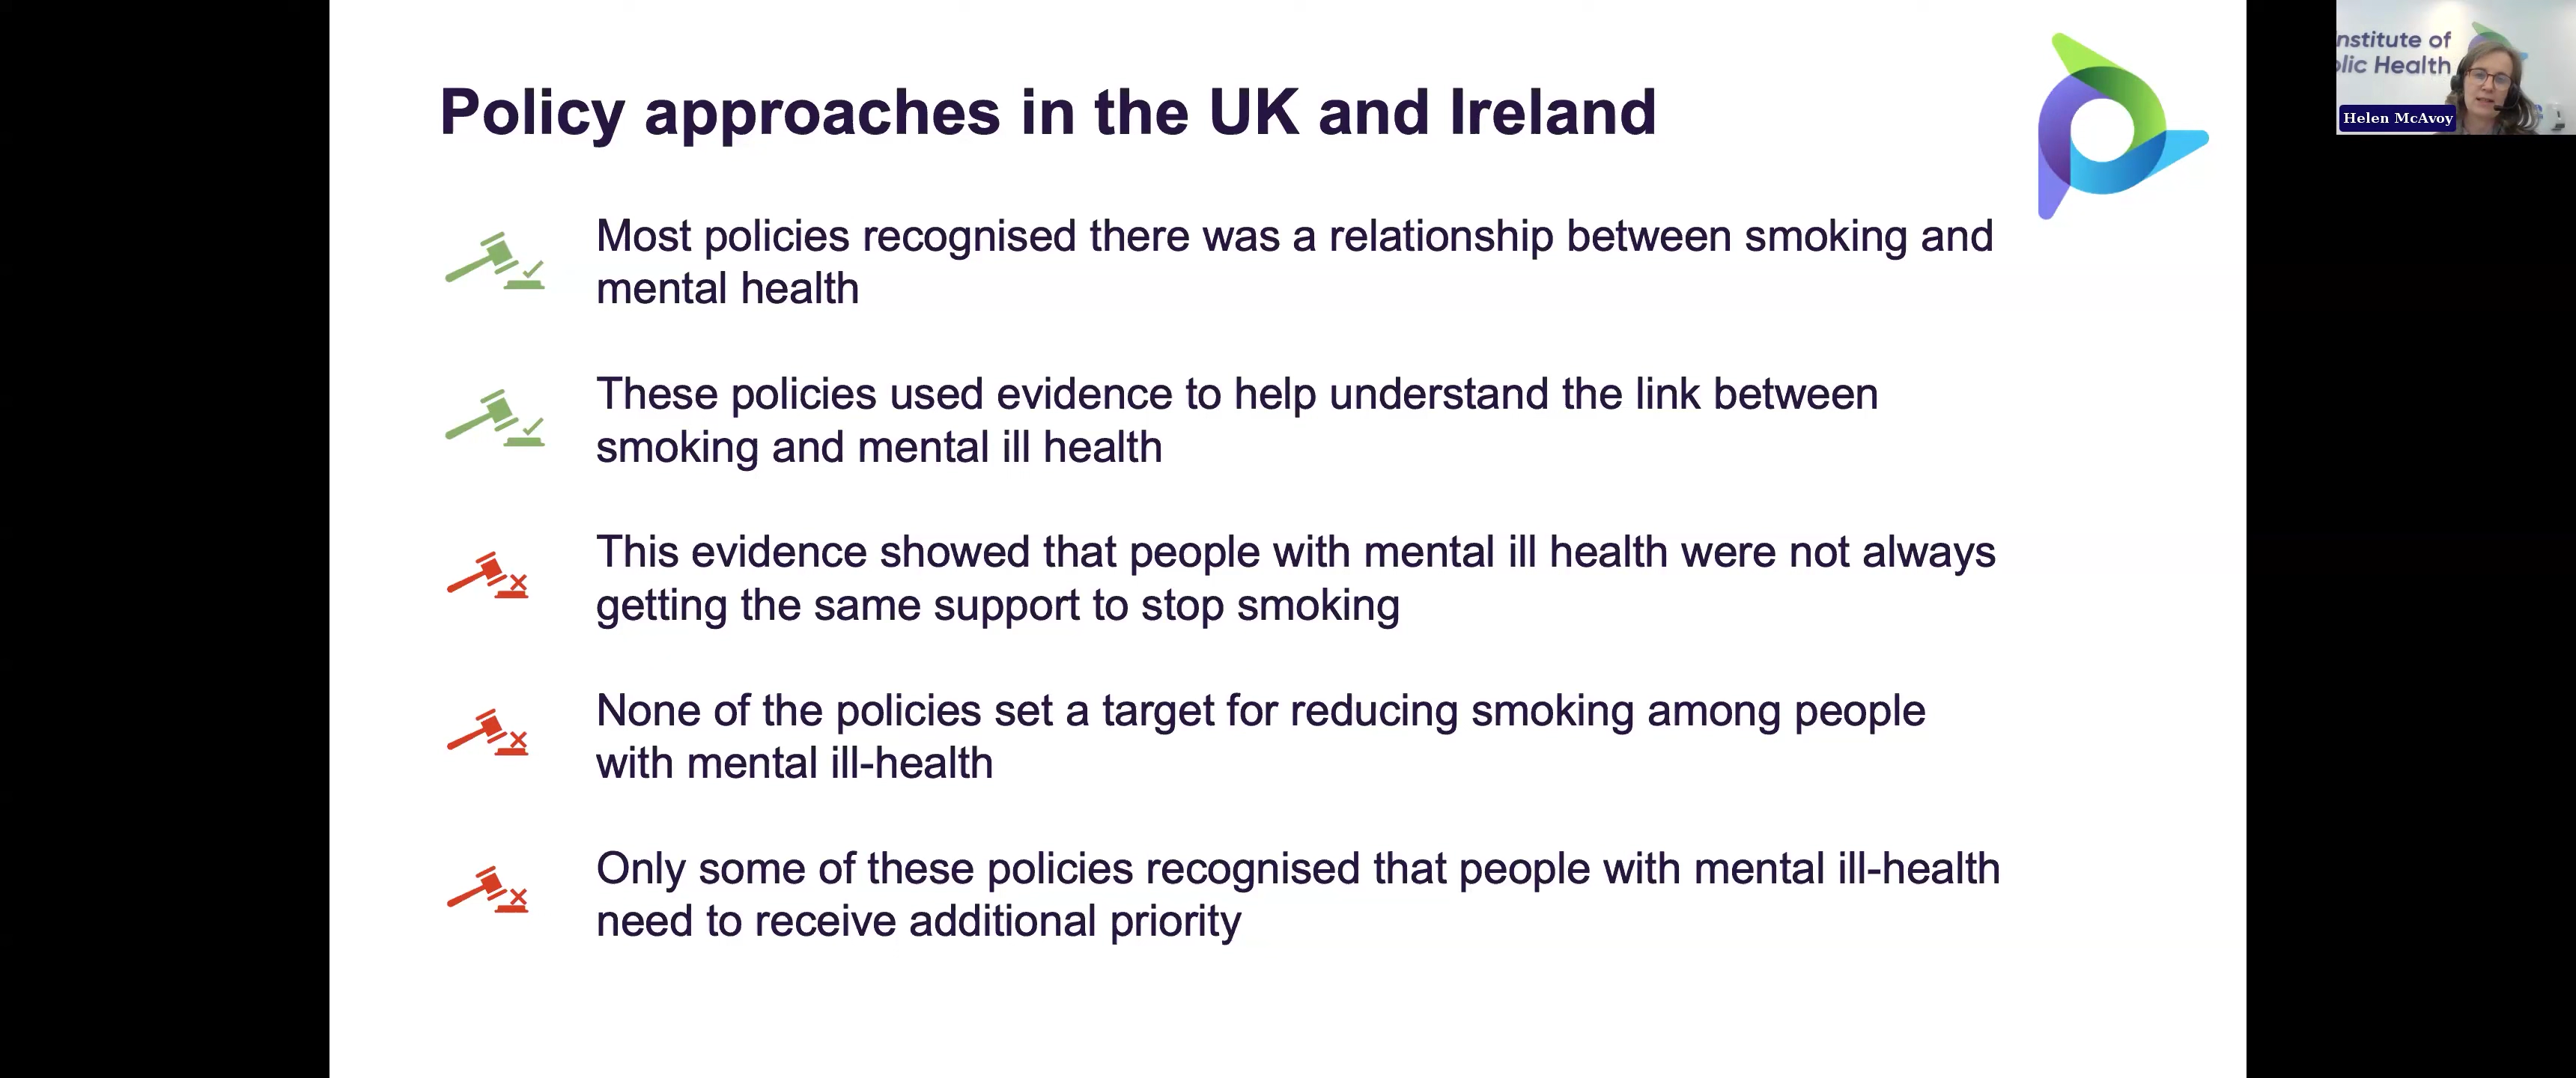 Policy approaches in the UK and Ireland
Most policies recognised there was a relationship between smoking and
mental health
These policies used evidence to help understand the link between
smoking and mental ill health
This evidence showed that people with mental ill health were not always
getting the same support to stop smoking
None of the policies set a target for reducing smoking among people
with mental ill-health
Only some of these policies recognised that people with mental ill-health
need to receive additional priority
nstitute of
blic Health
Helen McAvoy